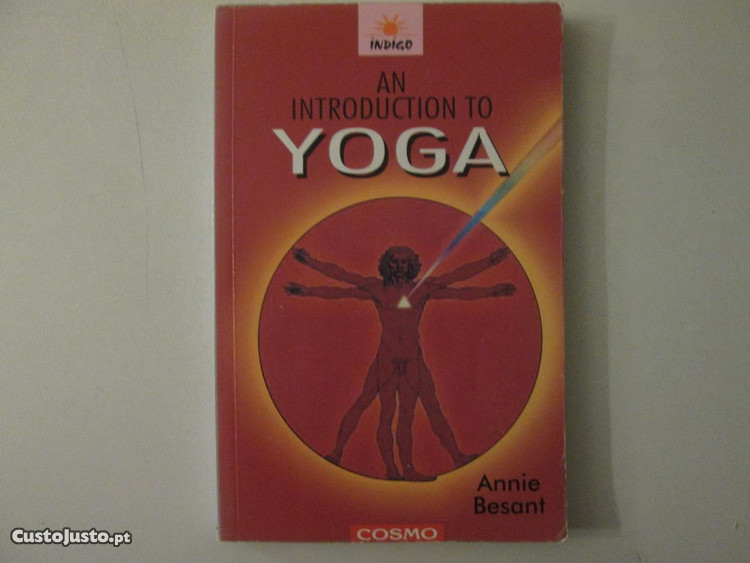 INDIGO
AN
INTRODUCTION TO
YOGA
Annie
Besant
COSMO
CustoJusto.pt